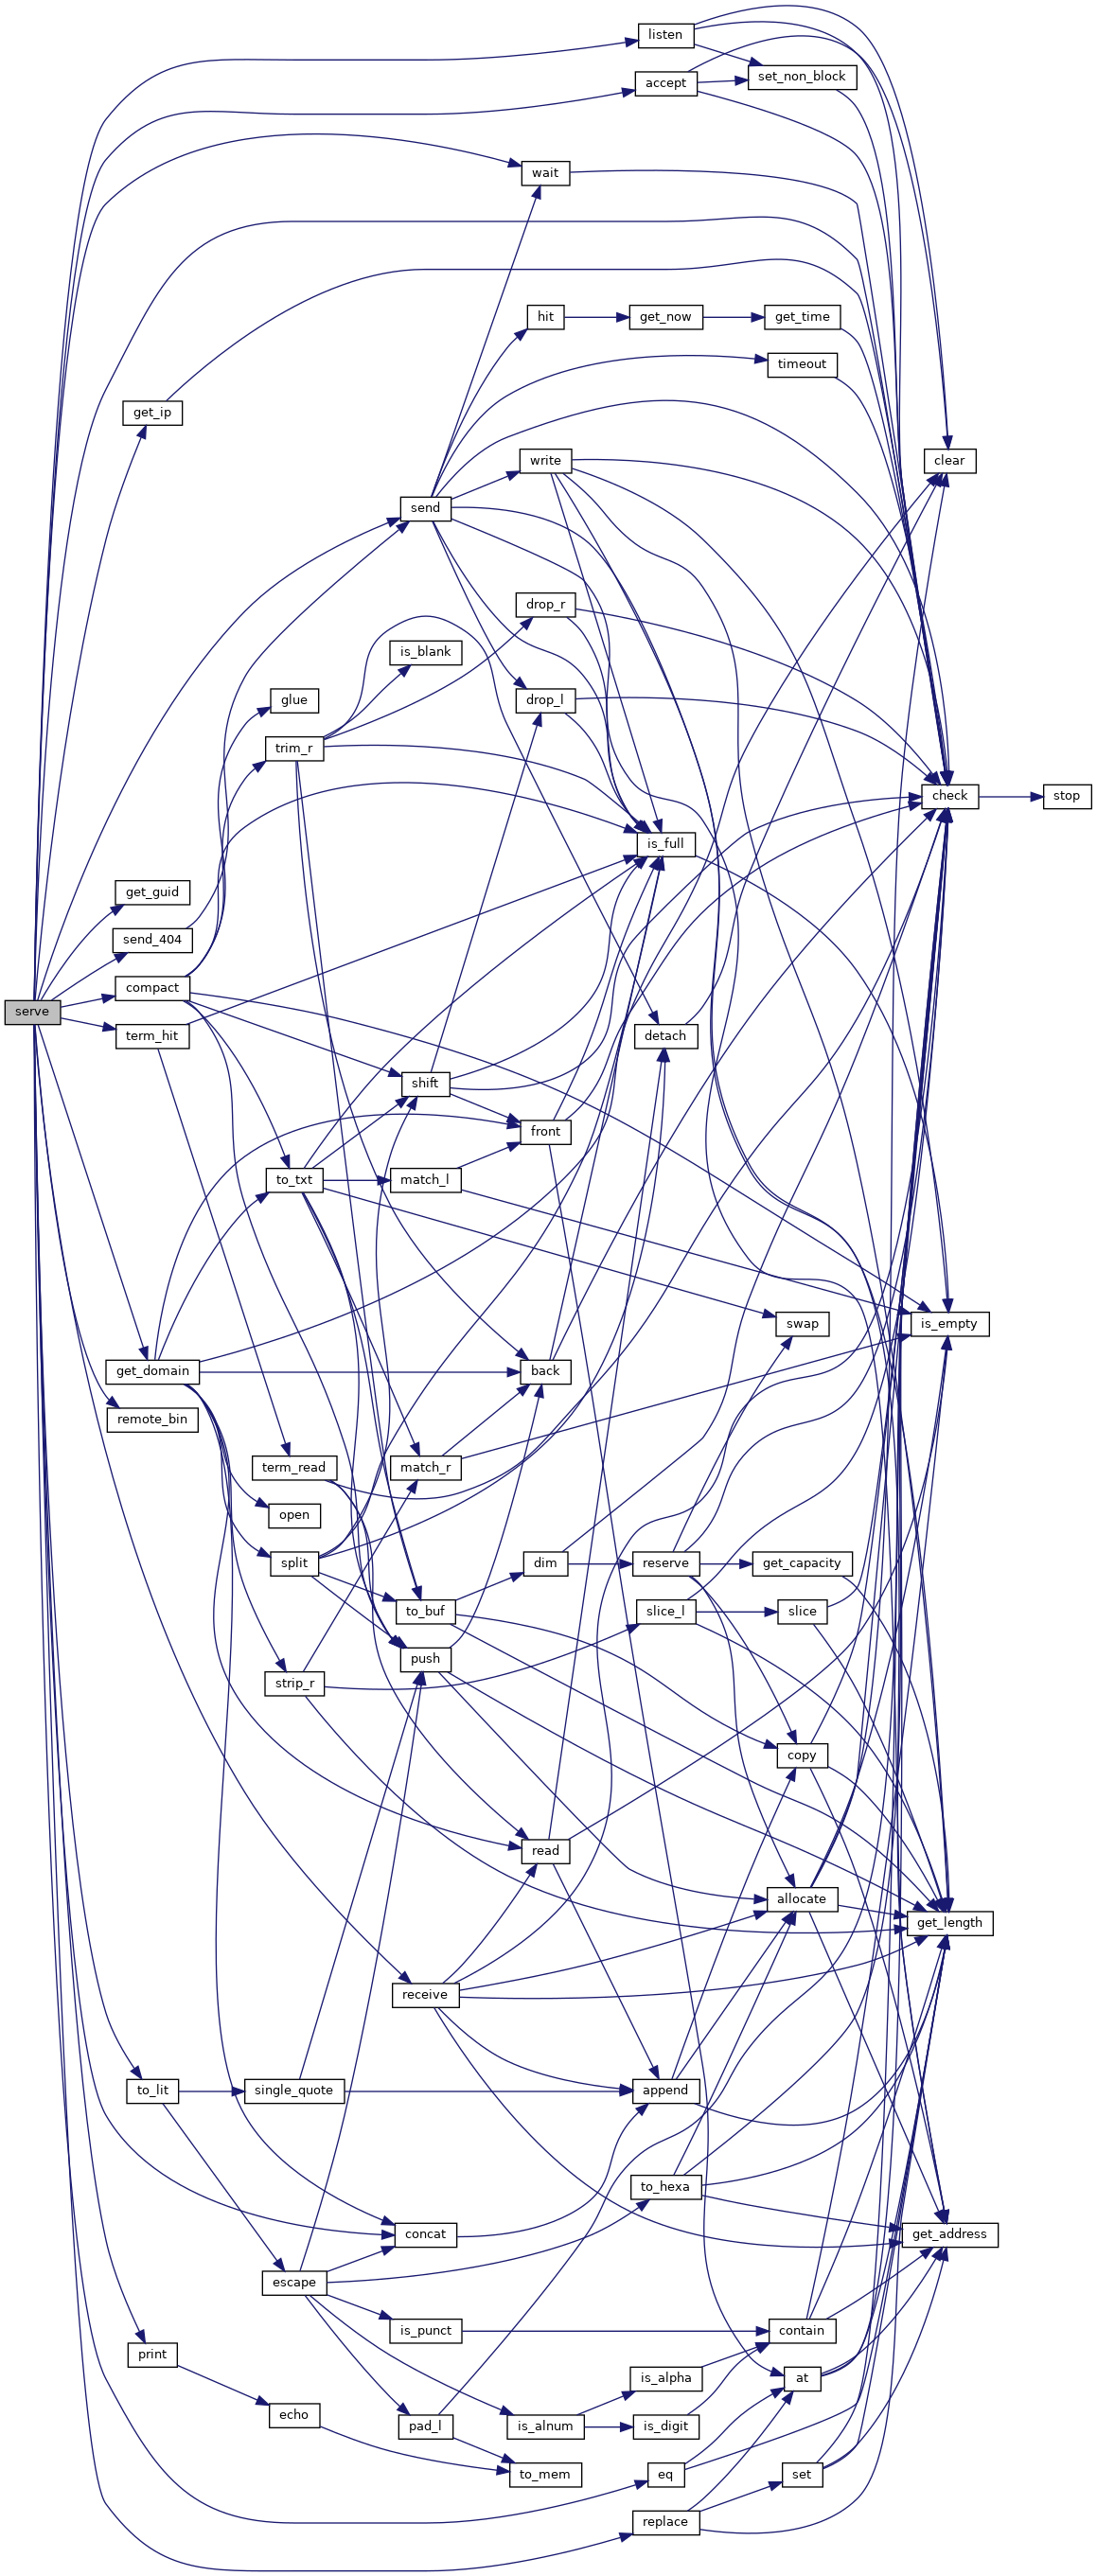 listen
set_non_block
accept
wait
hit
get_now
get_time
timeout
get_ip
write
clear
send
drop_r
is_blank
glue
drop_l
trim_r
check
stop
is_full
get_guid
send_404
compact
serve
term_hit
detach
shift
front
to_txt
match_l
swap
is_empty
get_domain
back
remote_bin
term_read
match_r
open
split
dim
reserve
get_capacity
to_buf
slice_l
slice
push
strip_r
copy
read
allocate
get_length
receive
to_lit
single_quote
append
to_hexa
concat
get_address
escape
is_punct
contain
print
is_alpha
at
echo
pad_l
is_alnum
is_digit
to_mem
eq
set
replace